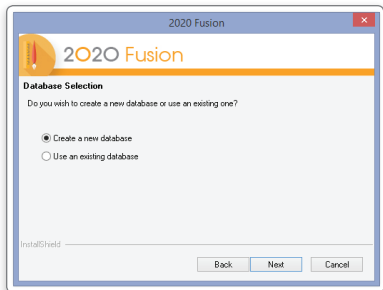 2020 Fusion
2020 Fusion
Database Selection
Do you wish to create a new database or use an existing one?
Create a new database
Use an existing database
InstallShield
Back Next Cancel